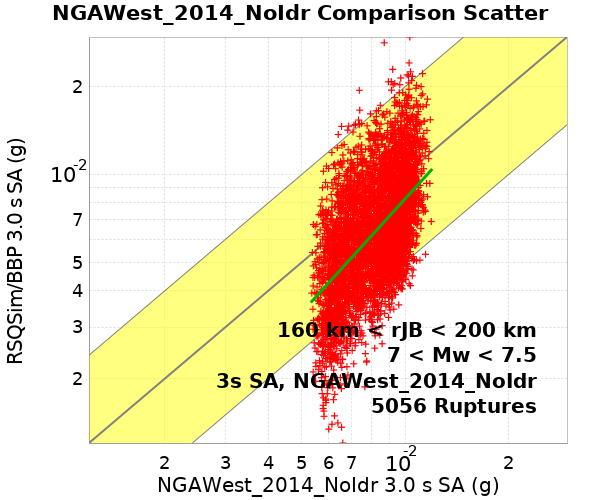 NGAWest_2014_NoIdr Comparison Scatter
RSQSim/BBP 3.0 s SA (g)
2
10-2
7
5
4
3
2
160 km < rJB < 200 km
7 < Mw < 7.5
3s SA, NGAWest_2014_NoIdr
5056 Ruptures
2 3 4 5 6 7 10-2 2
NGAWest_2014_NoIdr 3.0 s SA (g)